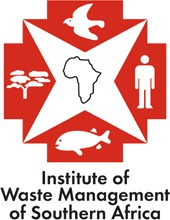 Institute of
Waste Management
of Southern Africa